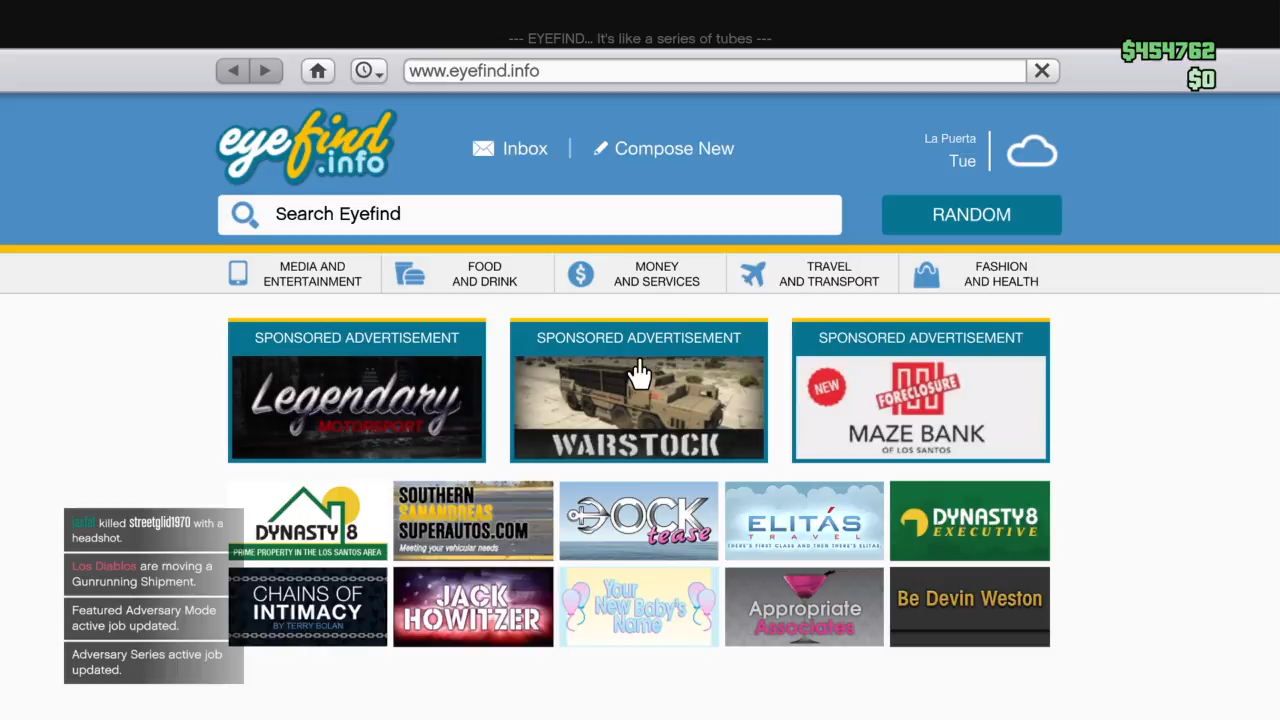 --- EYEFIND... It's like a series of tubes ---
$454762
$0
www.eyefind.info
eyefind
.info
Inbox
Compose New
La Puerta
Tue
Search Eyefind
RANDOM
MEDIA AND
ENTERTAINMENT
FOOD
AND DRINK
MONEY
AND SERVICES
TRAVEL
AND TRANSPORT
FASHION
AND HEALTH
SPONSORED ADVERTISEMENT
Legendary
MOTORSPORT
SPONSORED ADVERTISEMENT
WARSTOCK
SPONSORED ADVERTISEMENT
NEW
FORECLOSURE
MAZE BANK
OF LOS SANTOS
DYNASTY 8
PRIME PROPERTY IN THE LOS SANTOS AREA
SOUTHERN
SANANDREAS
SUPERAUTOS.COM
Meeting your vehicular needs
DOCK
tease
ELITÁS
TRAVEL
THERE'S FIRST CLASS AND THEN THERE'S ELITAS
DYNASTY 8
EXECUTIVE
CHAINS OF
INTIMACY
BY TERRY BOLAN
JACK
HOWITZER
Your
New Baby's
Name
Appropriate
Associates
Be Devin Weston
killed streetglid1970 with a
headshot.
Los Diablos are moving a
Gunrunning Shipment.
Featured Adversary Mode
active job updated.
Adversary Series active job
updated.